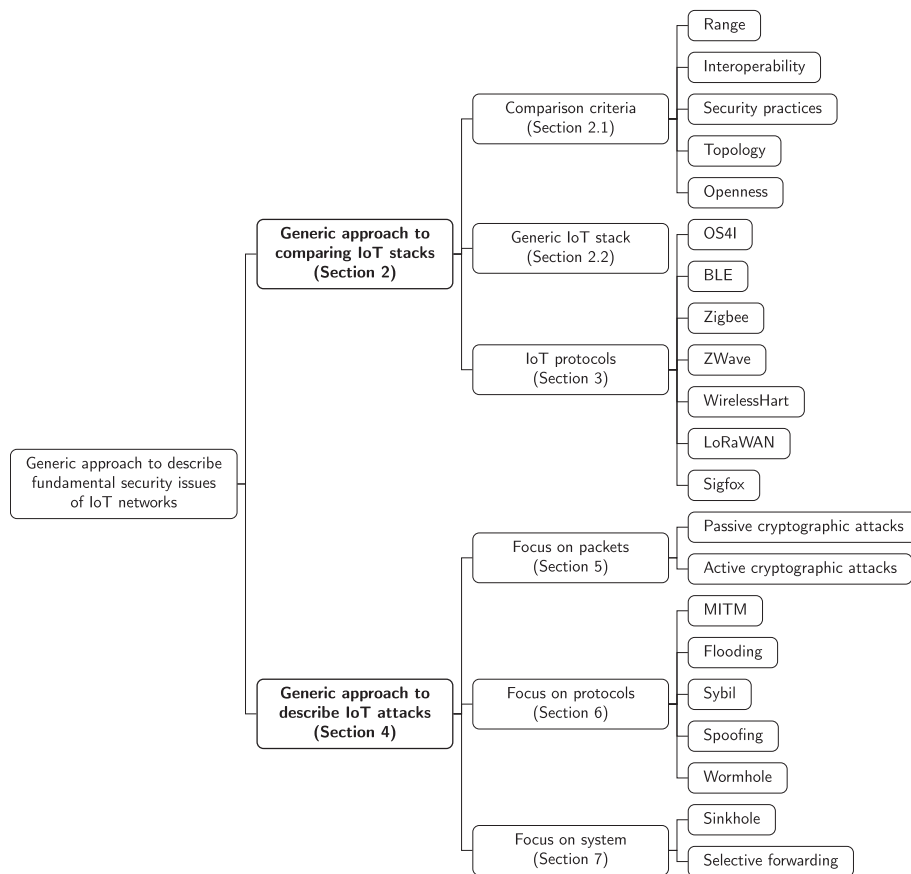 Generic approach to describe
fundamental security issues
of IoT networks
Generic approach to
comparing IoT stacks
(Section 2)
Comparison criteria
(Section 2.1)
Range
Interoperability
Security practices
Topology
Openness
Generic IoT stack
(Section 2.2)
IoT protocols
(Section 3)
OS4I
BLE
Zigbee
ZWave
WirelessHart
LoRaWAN
Sigfox
Generic approach to
describe IoT attacks
(Section 4)
Focus on packets
(Section 5)
Passive cryptographic attacks
Active cryptographic attacks
Focus on protocols
(Section 6)
MITM
Flooding
Sybil
Spoofing
Wormhole
Focus on system
(Section 7)
Sinkhole
Selective forwarding